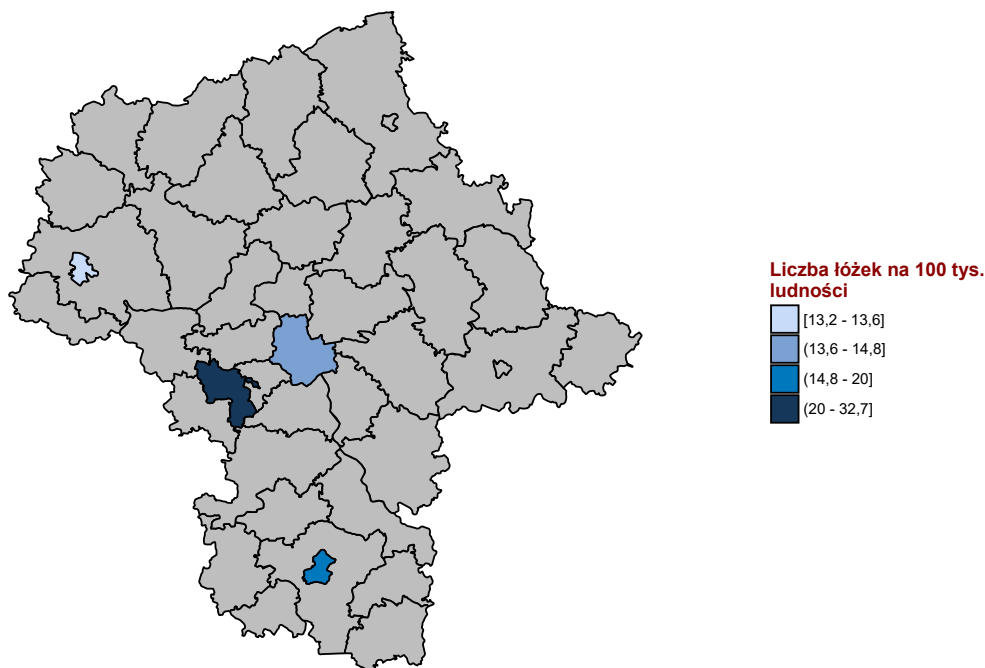 Liczba łóżek na 100 tys.
ludności
[13,2 - 13,6]
(13,6 - 14,8]
(14,8 - 20]
(20 - 32,7]